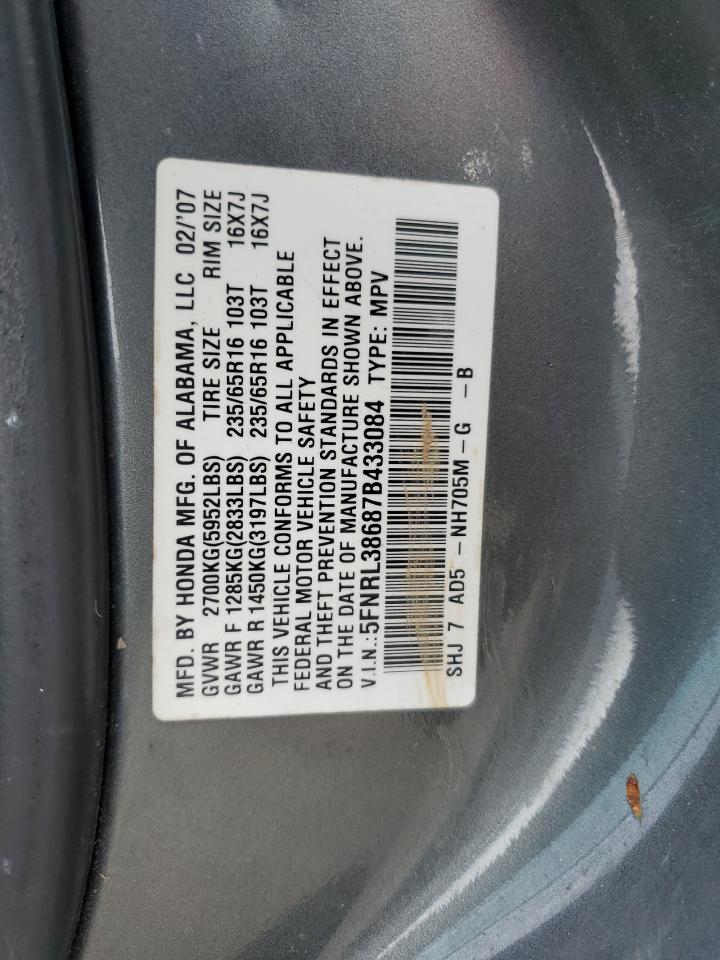 MFD. BY HONDA MFG. OF ALABAMA, LLC 02/'07
GVWR 2700KG(5952LBS) TIRE SIZE RIM SIZE
GAWR F 1285KG(2833LBS) 235/65R16 103T 16X7J
GAWR R 1450KG(3197LBS) 235/65R16 103T 16X7J
THIS VEHICLE CONFORMS TO ALL APPLICABLE
FEDERAL MOTOR VEHICLE SAFETY
AND THEFT PREVENTION STANDARDS IN EFFECT
ON THE DATE OF MANUFACTURE SHOWN ABOVE.
V.I.N.: 5FNRL38687B433084 TYPE: MPV
SHJ 7 AD5 -NH705M-G -B